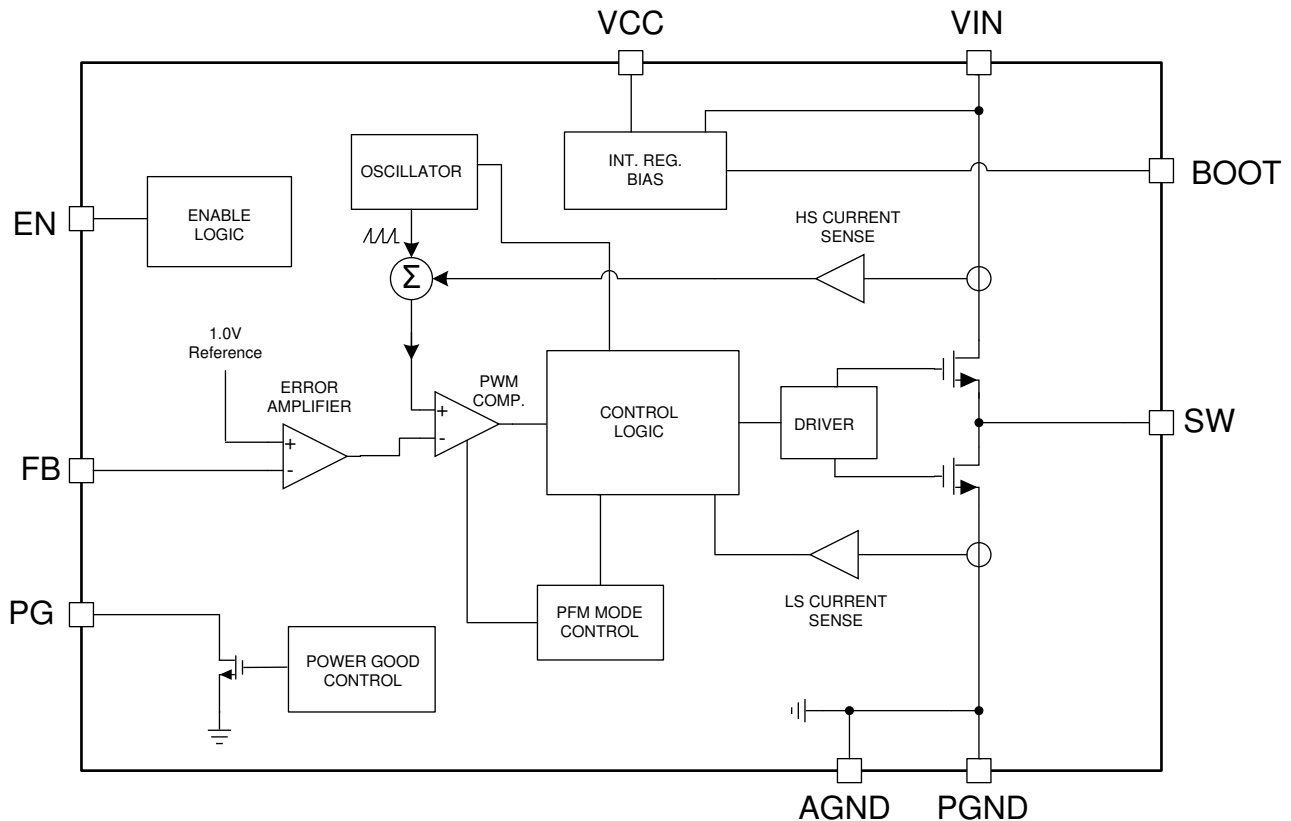 VCC
VIN
OSCILLATOR
INT. REG.
BIAS
BOOT
EN
ENABLE
LOGIC
HS CURRENT
SENSE
Σ
1.0V
Reference
ERROR
AMPLIFIER
PWM
COMP.
+
-
CONTROL
LOGIC
DRIVER
SW
+
-
FB
PG
PFM MODE
CONTROL
LS CURRENT
SENSE
POWER GOOD
CONTROL
AGND
PGND